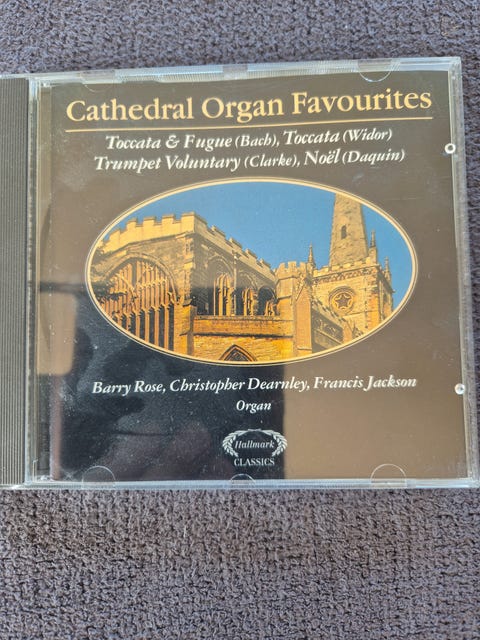 Cathedral Organ Favourites
Toccata & Fugue (Bach), Toccata (Widor)
Trumpet Voluntary (Clarke), Noël (Daquin)
Barry Rose, Christopher Dearnley, Francis Jackson
Organ
Hallmark
CLASSICS